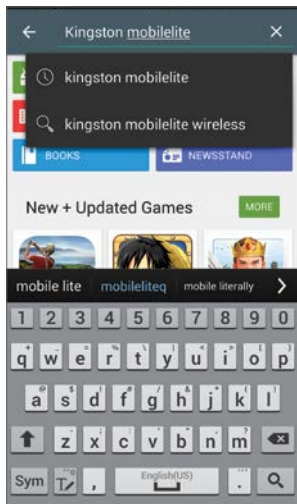 Kingston mobilelite
kingston mobilelite
kingston mobilelite wireless
BOOKS
NEWSSTAND
New + Updated Games
MORE
mobile lite mobileliteq mobile literally
1 2 3 4 5 6 7 8 9 0
q w e r t y u i o p
a s d f g h j k l
z x c v b n m
Sym T , English(US) .